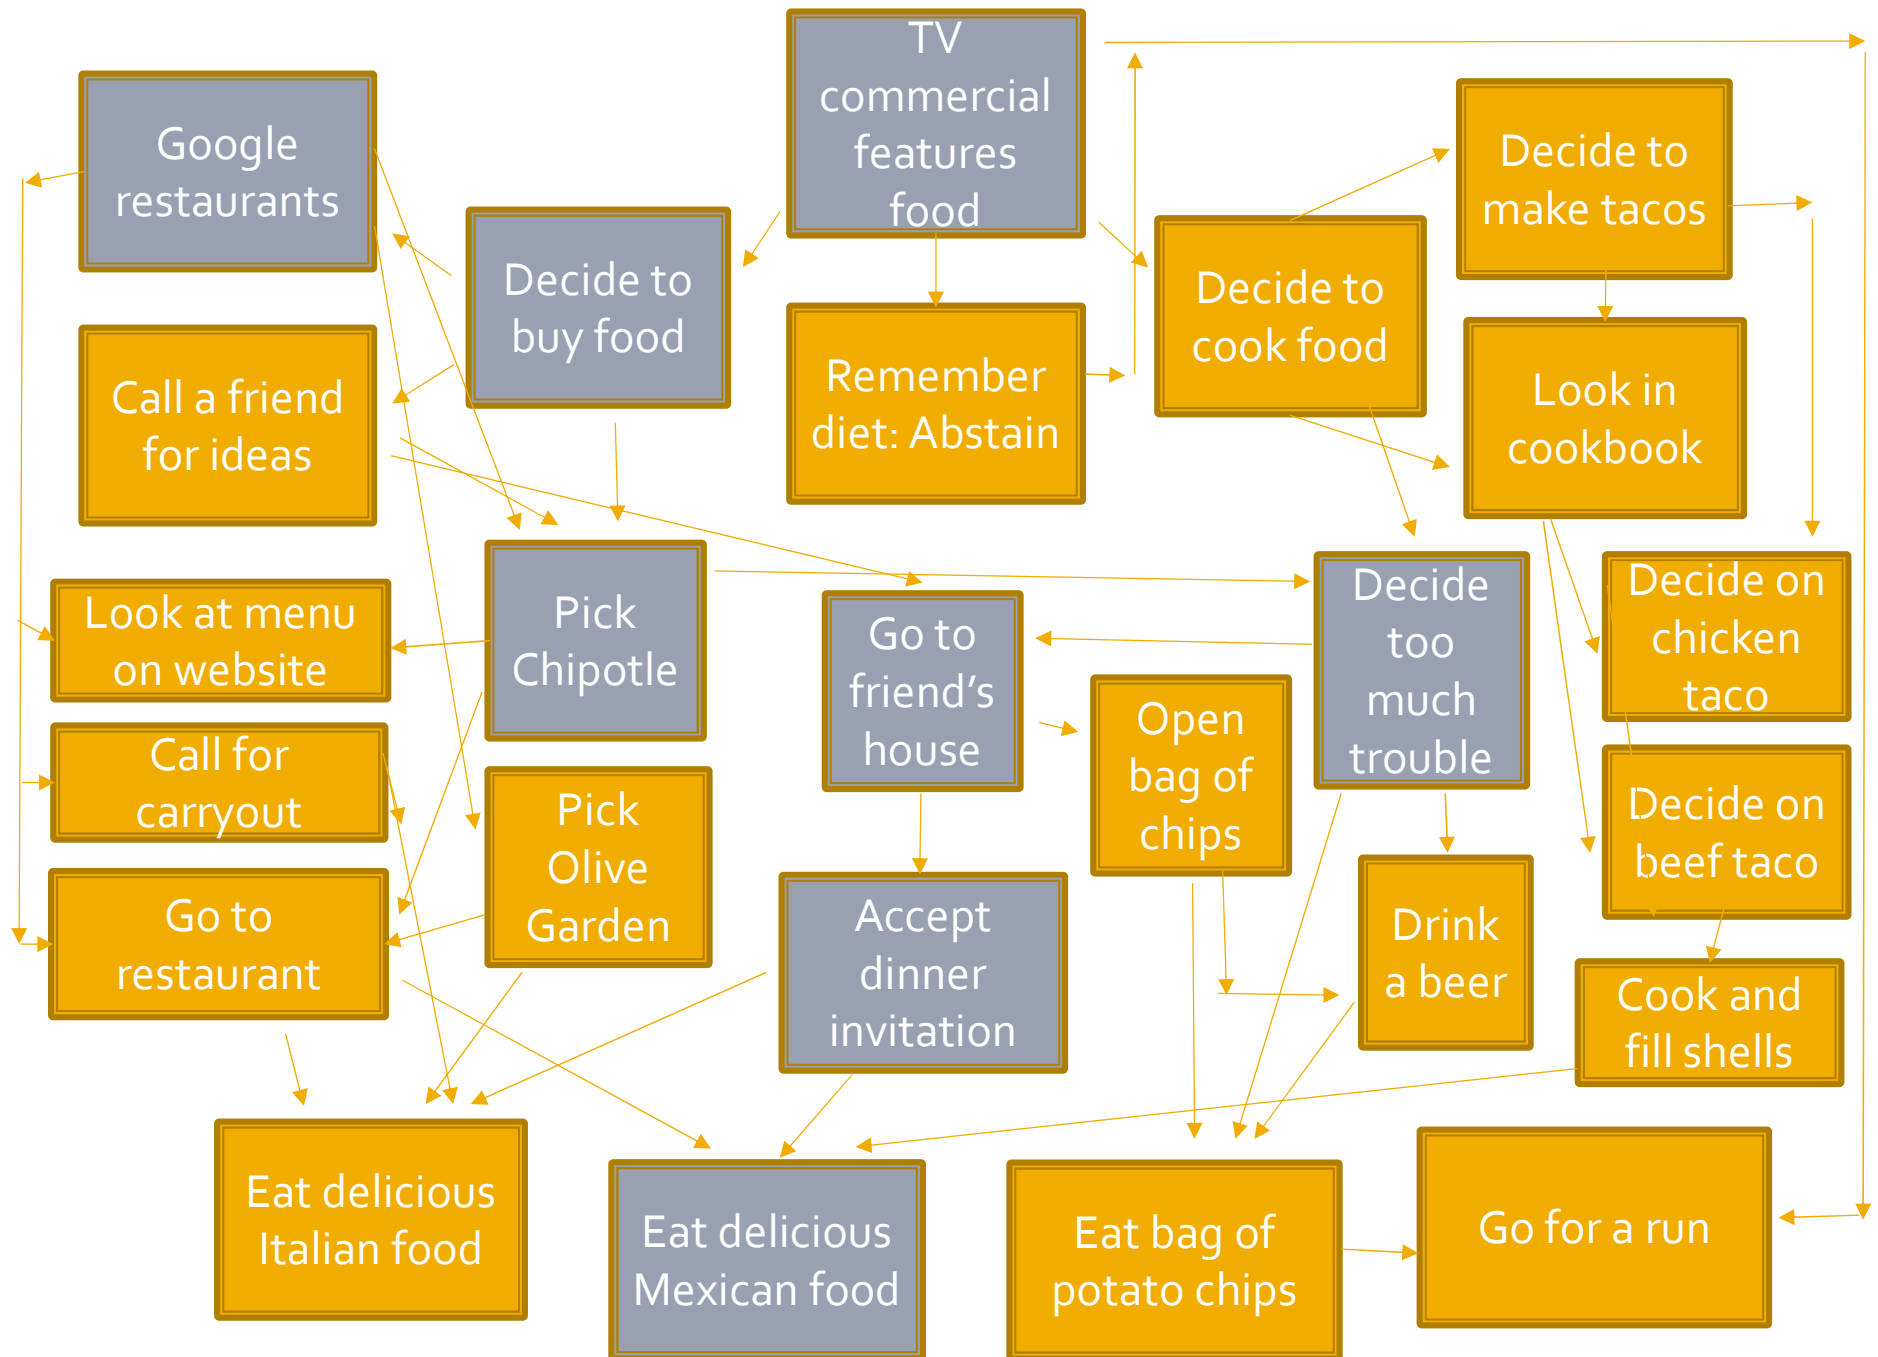 TV
commercial
features
food
Google
restaurants
Decide to
make tacos
Decide to
buy food
Decide to
cook food
Remember
diet: Abstain
Call a friend
for ideas
Look in
cookbook
Look at menu
on website
Pick
Chipotle
Go to
friend’s
house
Decide
too
much
trouble
Decide on
chicken
taco
Open
bag of
chips
Call for
carryout
Pick
Olive
Garden
Decide on
beef taco
Go to
restaurant
Accept
dinner
invitation
Drink
a beer
Cook and
fill shells
Eat delicious
Italian food
Eat delicious
Mexican food
Eat bag of
potato chips
Go for a run